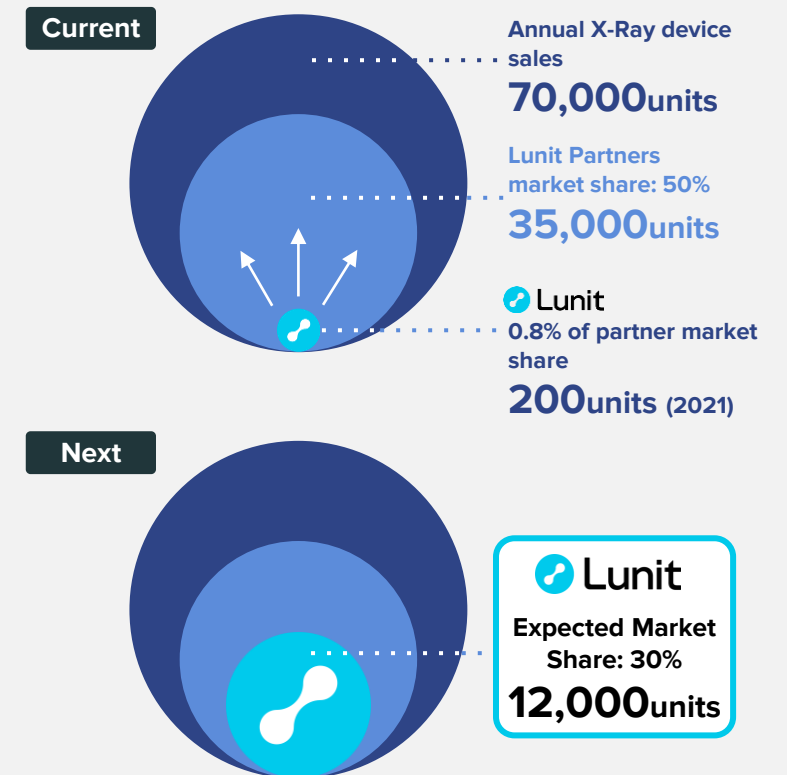 Current
Annual X-Ray device
sales
70,000units
Lunit Partners
market share: 50%
35,000units
Lunit
0.8% of partner market
share
200units (2021)
Next
Lunit
Expected Market
Share: 30%
12,000units